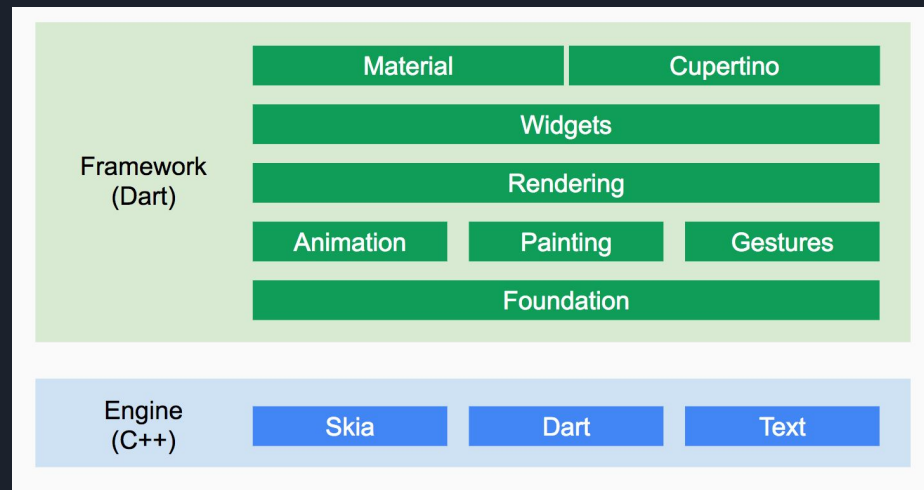 Material
Cupertino
Widgets
Framework
(Dart)
Rendering
Animation
Painting
Gestures
Foundation
Engine
(C++)
Skia
Dart
Text